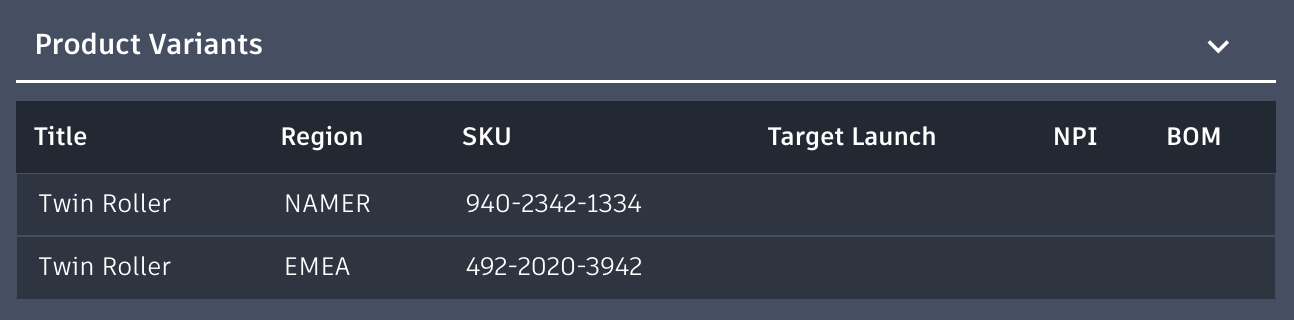 Product Variants
Title Region SKU Target Launch NPI BOM
Twin Roller NAMER 940-2342-1334
Twin Roller EMEA 492-2020-3942